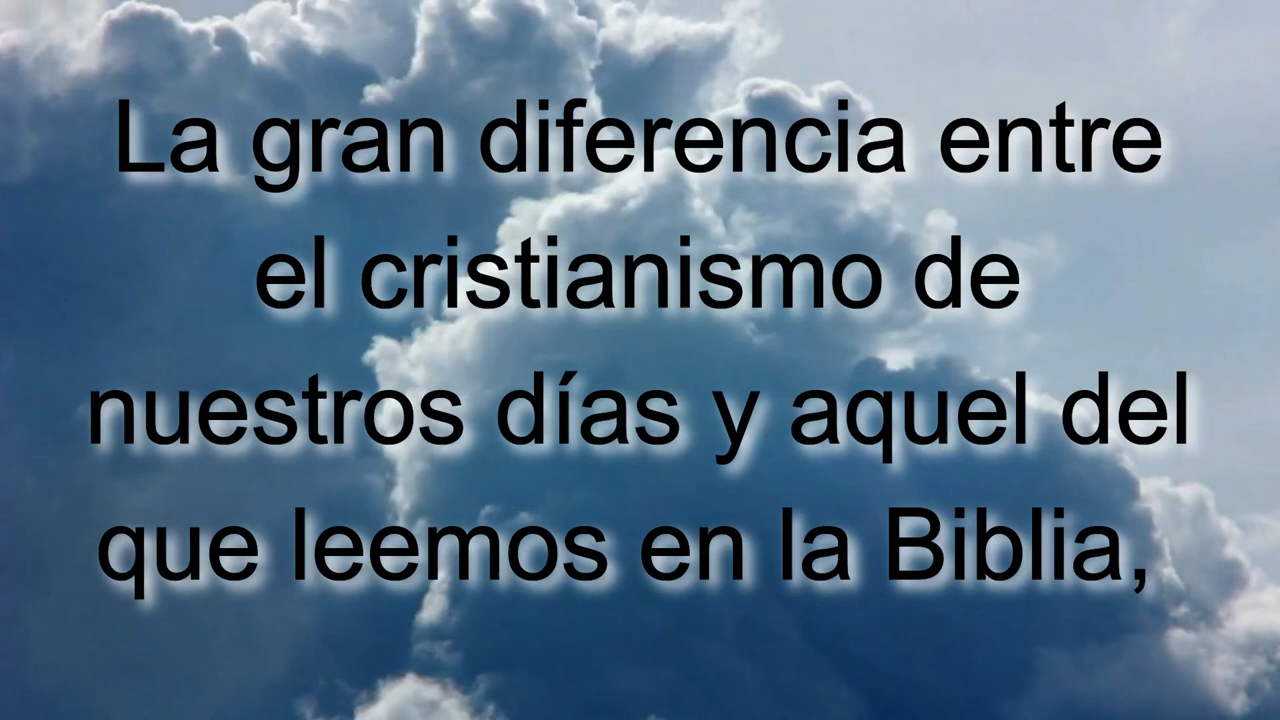 La gran diferencia entre
el cristianismo de
nuestros días y aquel del
que leemos en la Biblia,